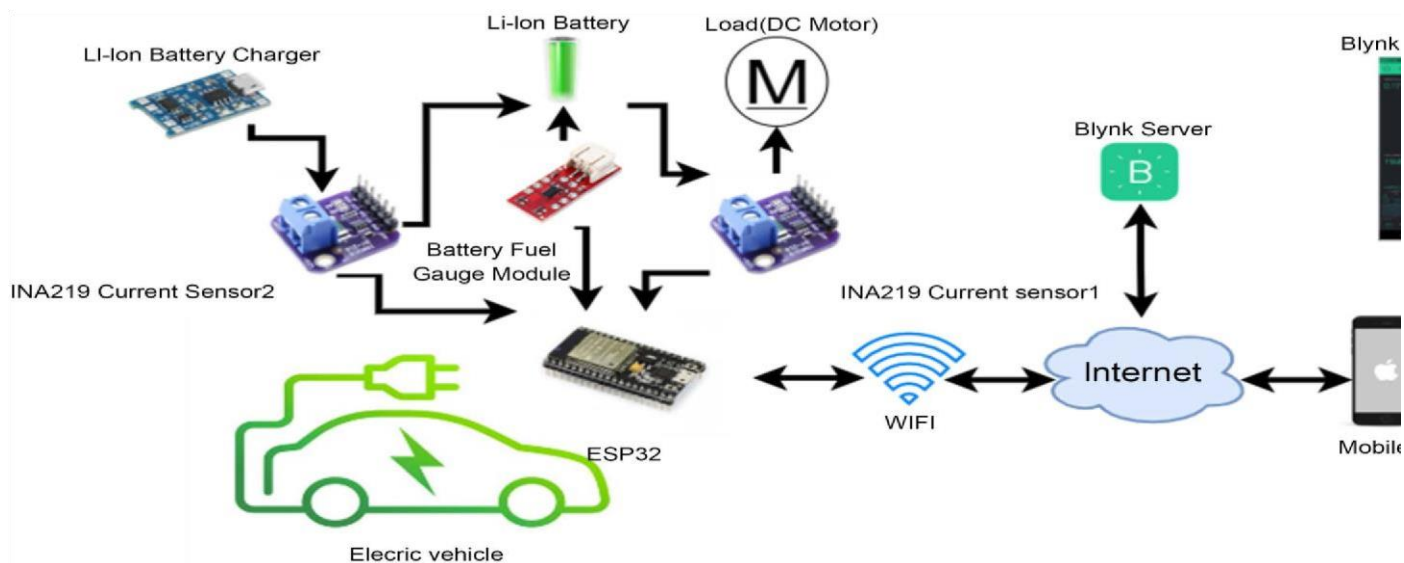 Li-Ion Battery
Load(DC Motor)
LI-Ion Battery Charger
Blynk
M
Blynk Server
B
Battery Fuel
Gauge Module
INA219 Current Sensor2
INA219 Current sensor1
Internet
WIFI
ESP32
Mobile
Elecric vehicle